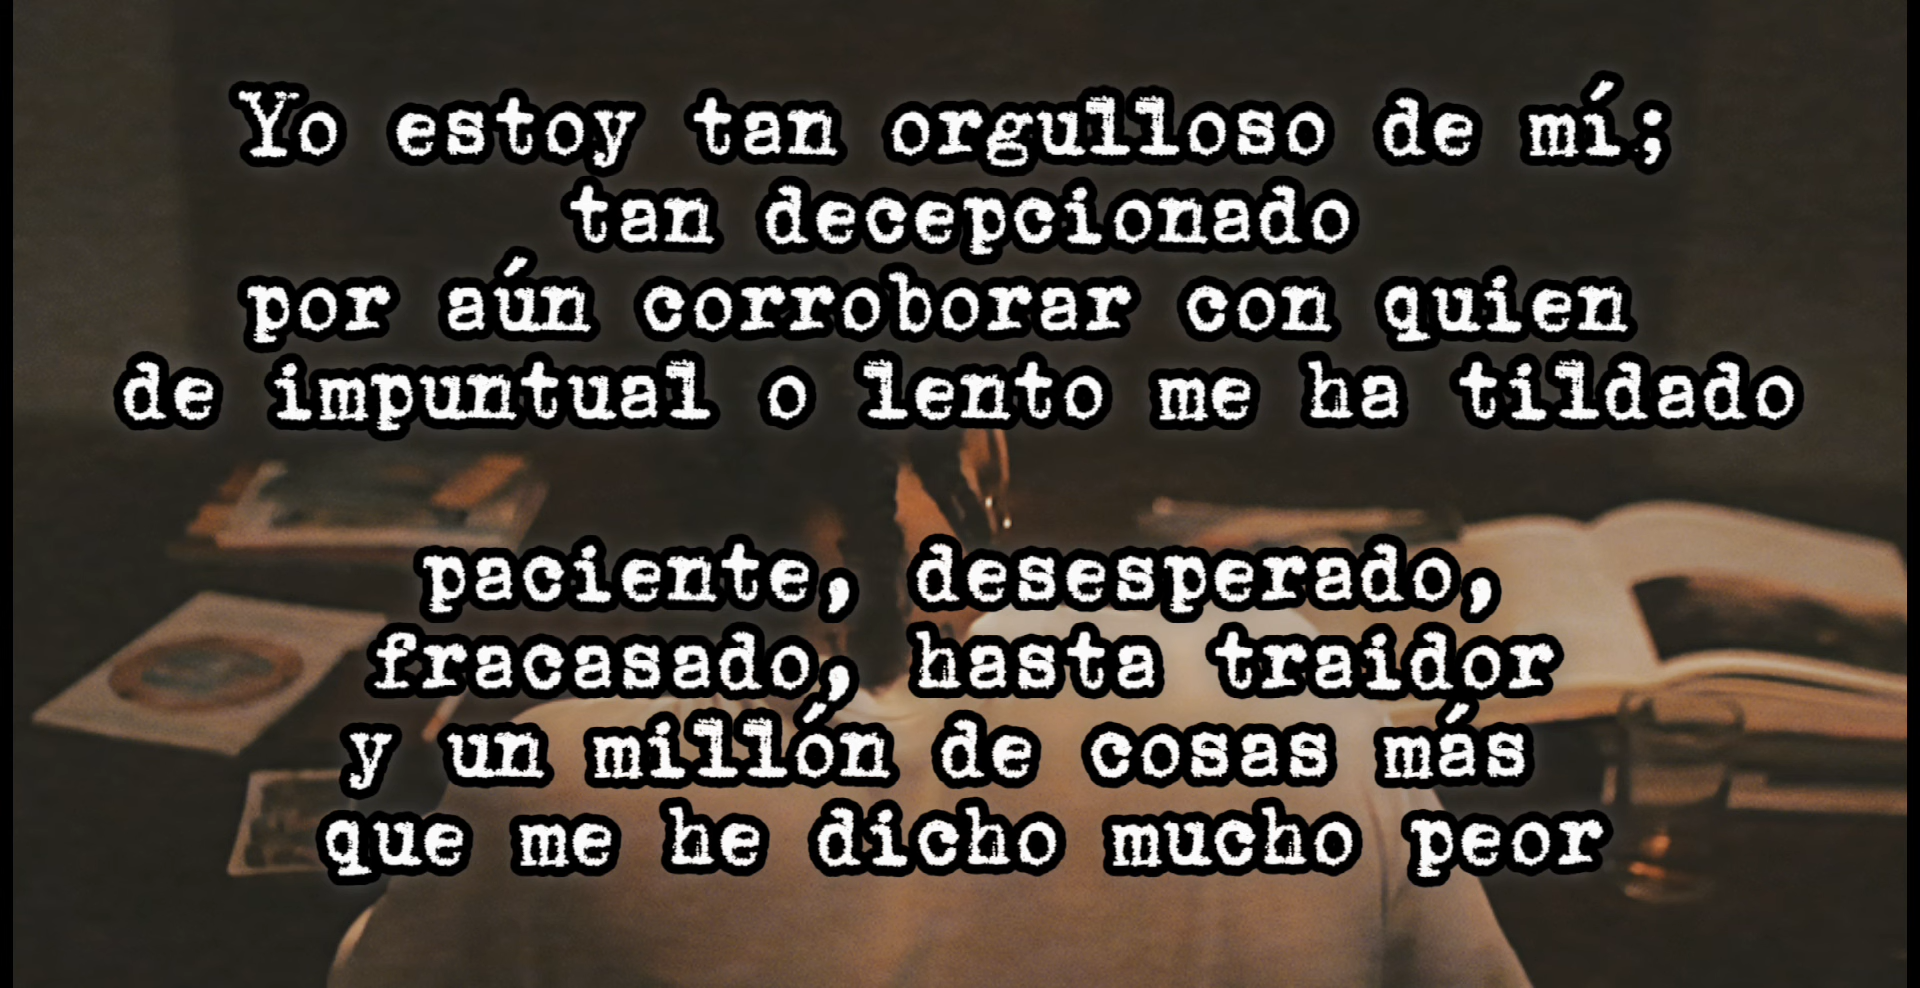 Yo estoy tan orgulloso de mí;
tan decepcionado
por aún corroborar con quien
de impuntual o lento me ha tildado
paciente, desesperado,
fracasado, hasta traidor
y un millón de cosas más
que me he dicho mucho peor